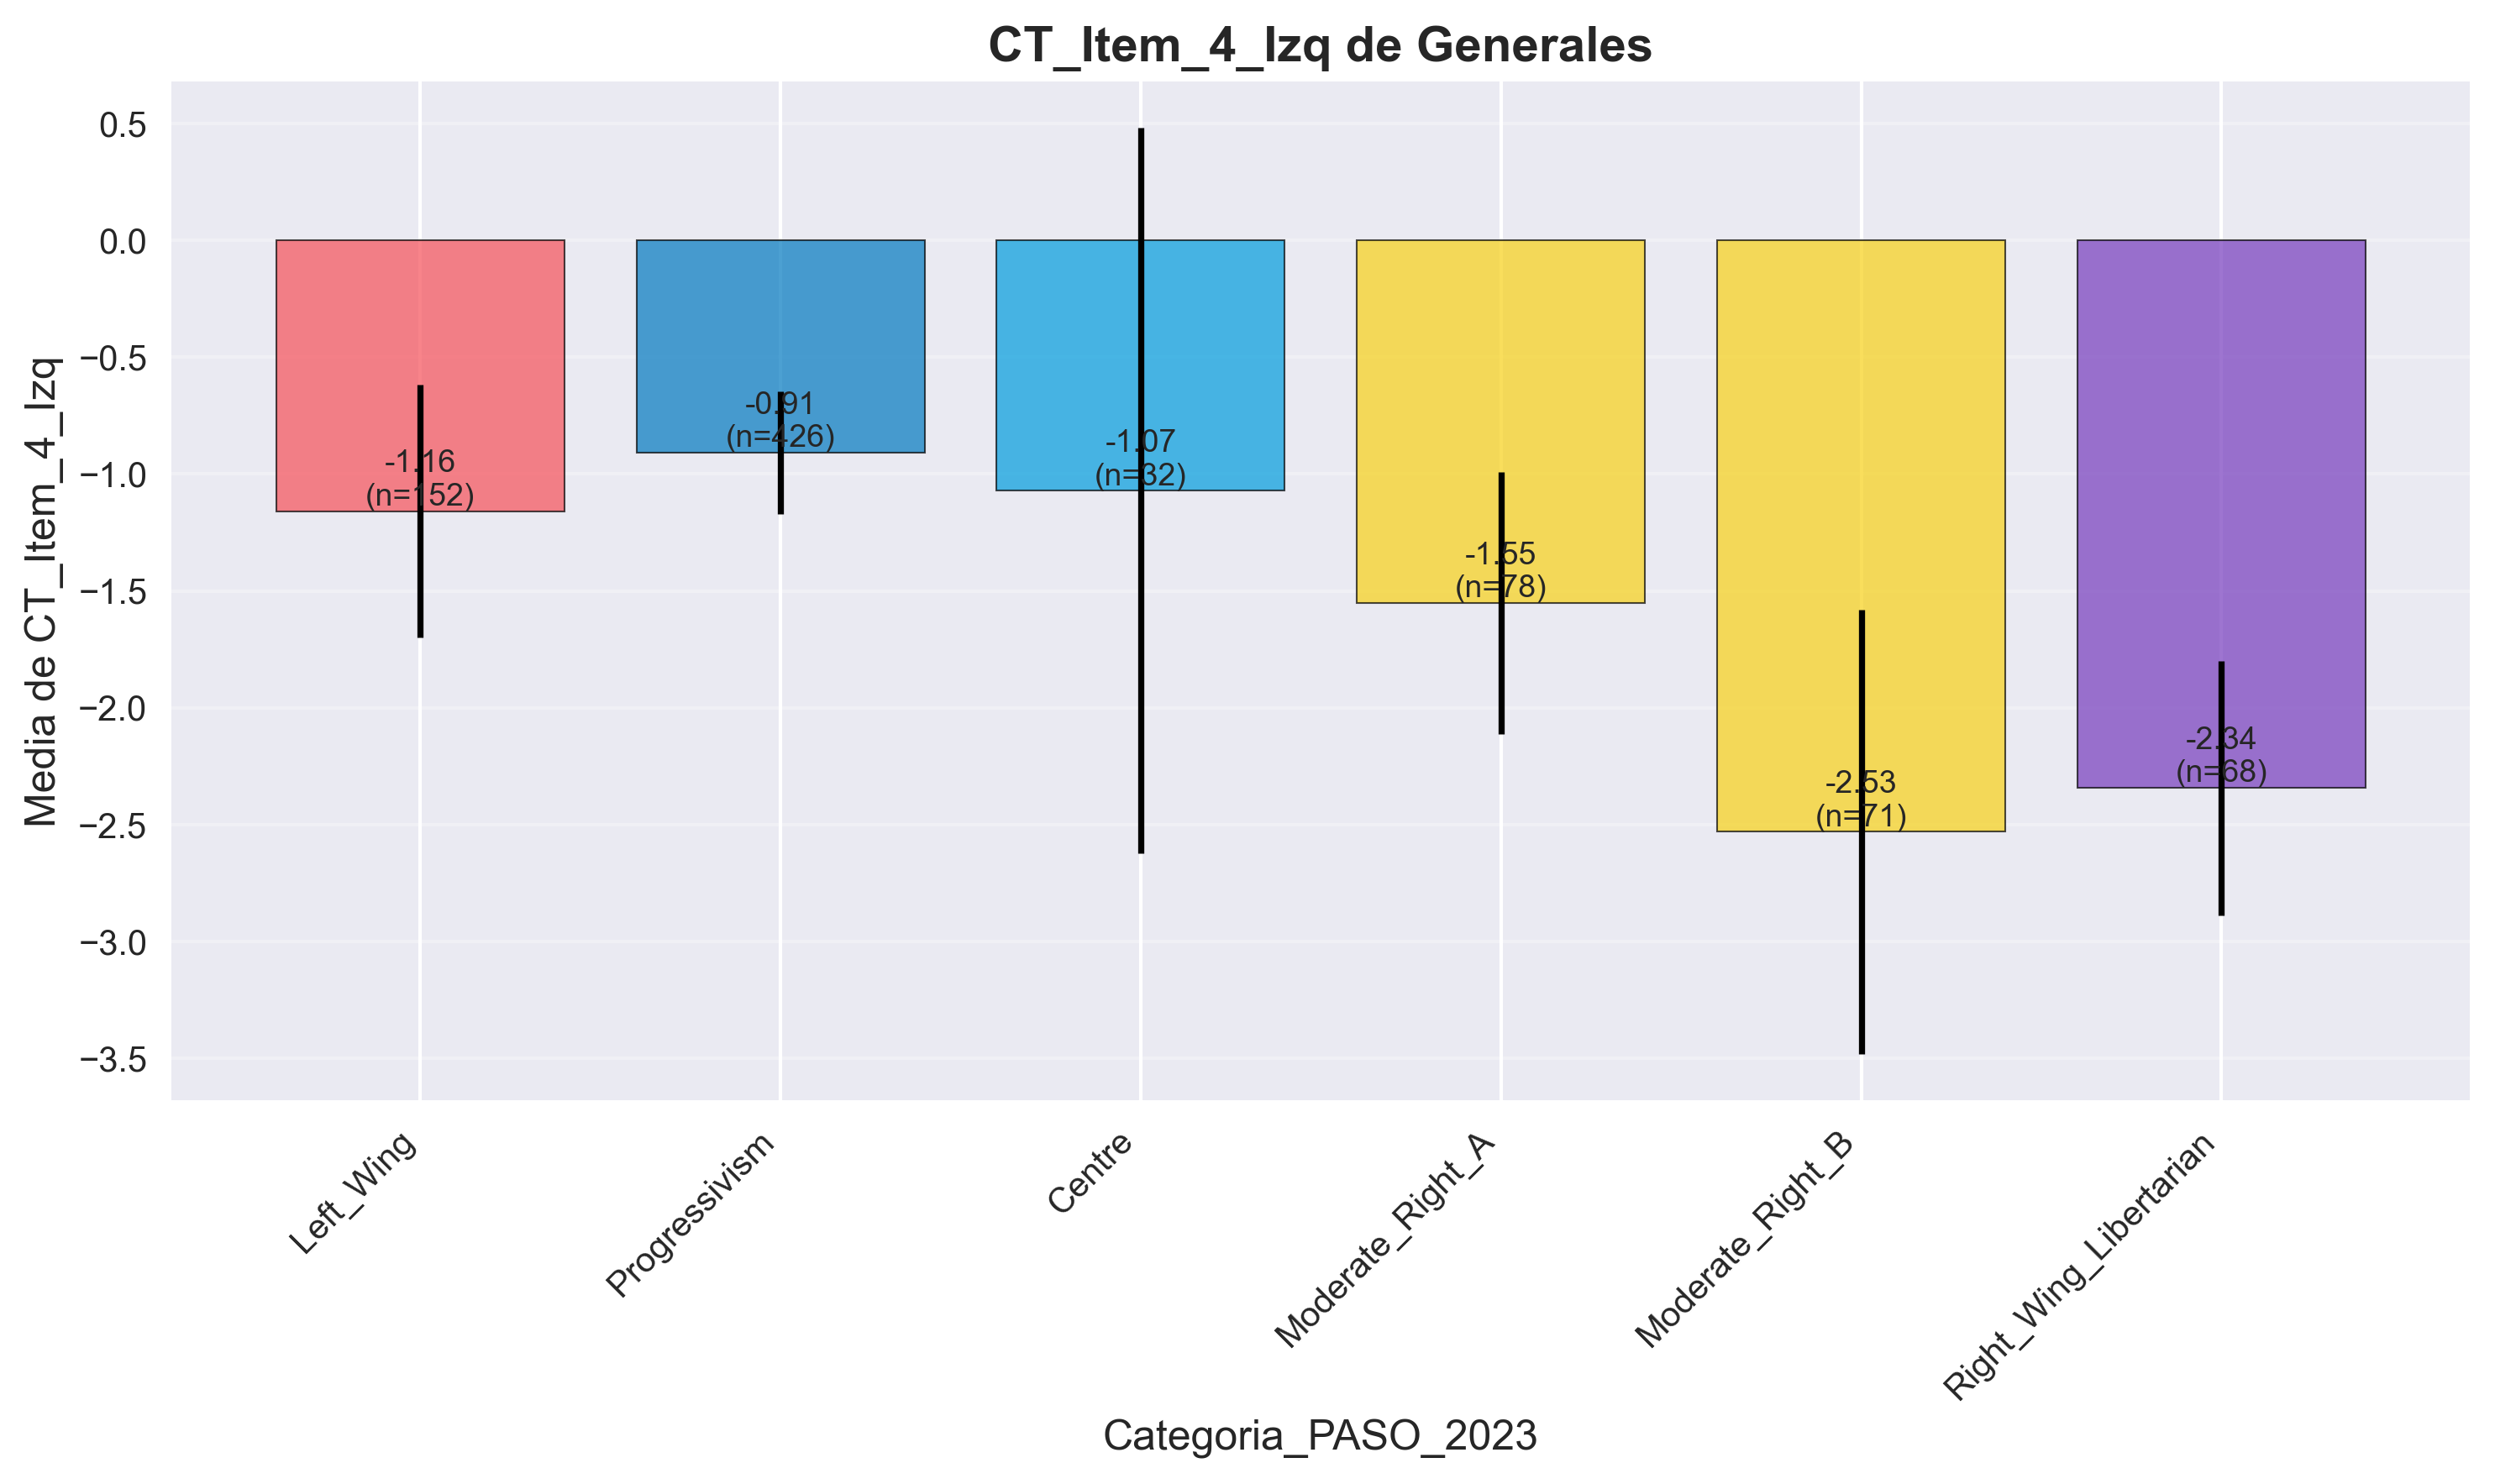 CT_Item_4_Izq de Generales
Media de CT_Item_4_Izq
0.5
0.0
−0.5
−1.0
−1.5
−2.0
−2.5
−3.0
−3.5
-1.16
(n=152)
-0.91
(n=426)
-1.07
(n=32)
-1.55
(n=78)
-2.53
(n=71)
-2.34
(n=68)
Left_Wing
Progressivism
Centre
Moderate_Right_A
Moderate_Right_B
Right_Wing_Libertarian
Categoria_PASO_2023